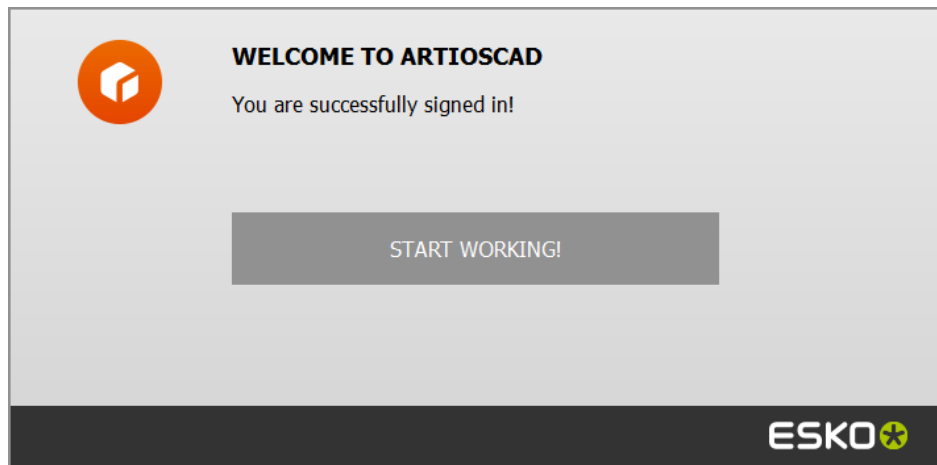 WELCOME TO ARTIOSCAD
You are successfully signed in!
START WORKING!
ESKO